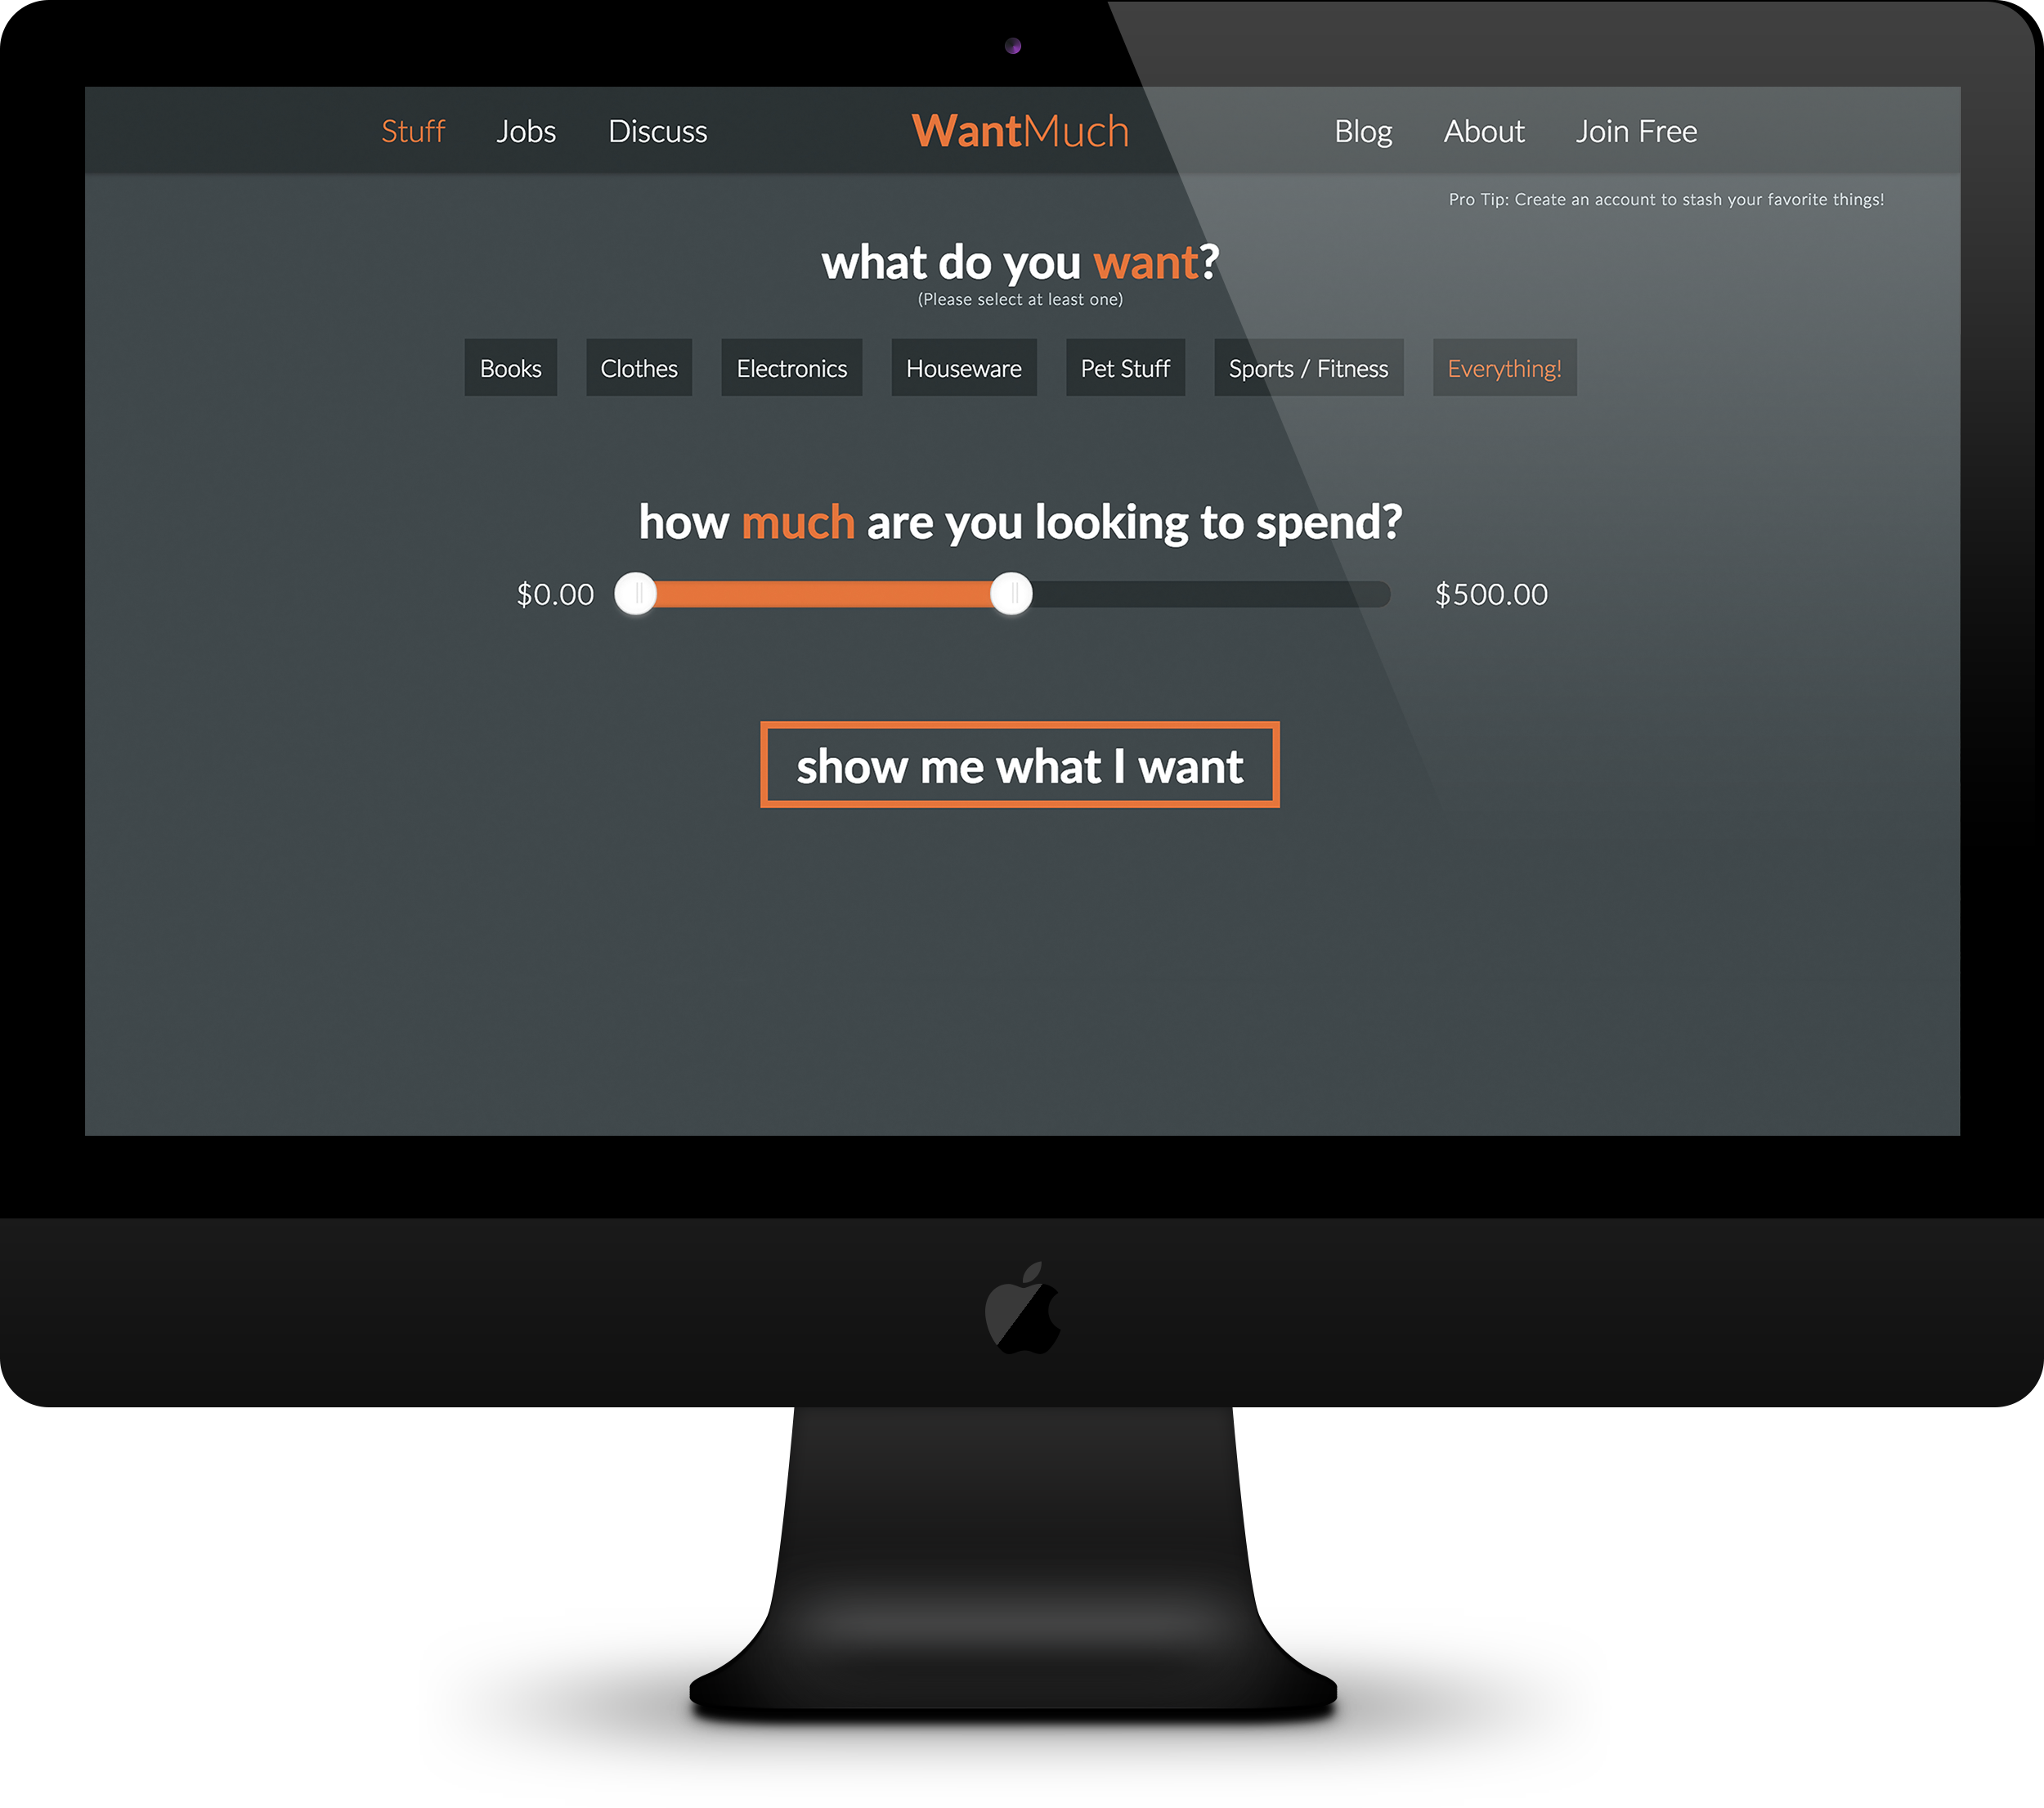 Stuff Jobs Discuss WantMuch Blog About Join Free
Pro Tip: Create an account to stash your favorite things!
what do you want?
(Please select at least one)
Books Clothes Electronics Houseware Pet Stuff Sports / Fitness Everything!
how much are you looking to spend?
$0.00 $500.00
show me what I want